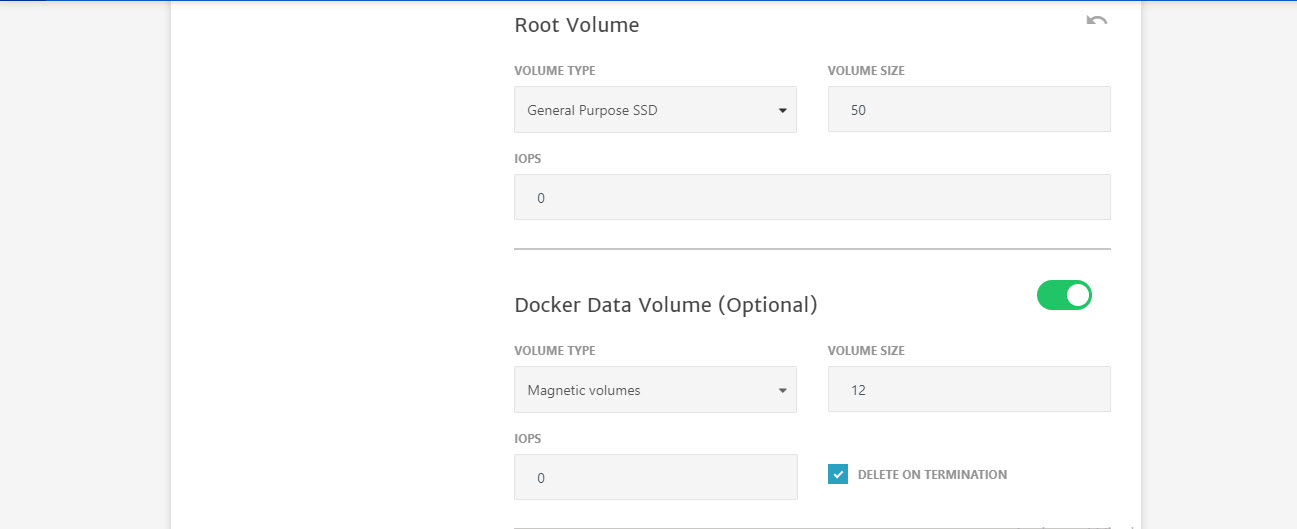 Root Volume
VOLUME TYPE
VOLUME SIZE
General Purpose SSD
50
IOPS
0
Docker Data Volume (Optional)
VOLUME TYPE
VOLUME SIZE
Magnetic volumes
12
IOPS
0
DELETE ON TERMINATION